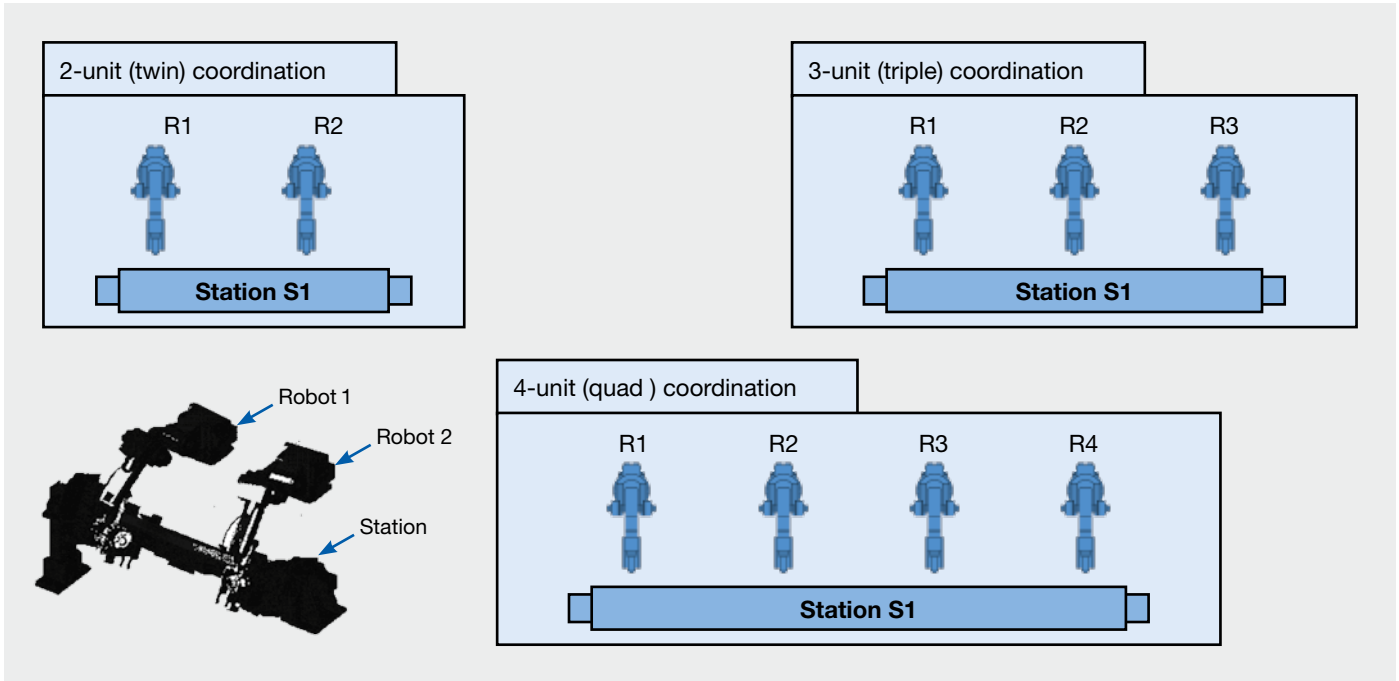 2-unit (twin) coordination
R1 R2
Station S1
3-unit (triple) coordination
R1 R2 R3
Station S1
Robot 1
Robot 2
Station
4-unit (quad ) coordination
R1 R2 R3 R4
Station S1